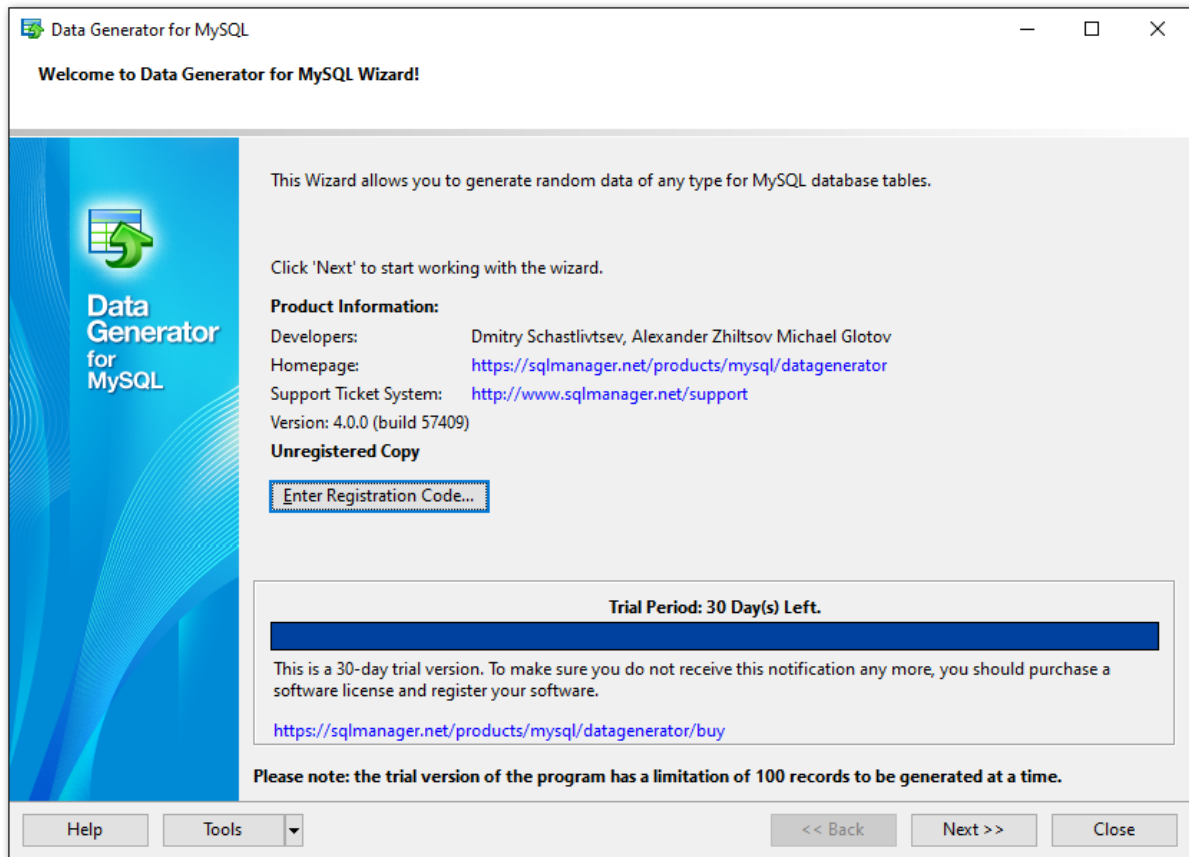 Data Generator for MySQL
Welcome to Data Generator for MySQL Wizard!
Data
Generator
for
MySQL
This Wizard allows you to generate random data of any type for MySQL database tables.
Click 'Next' to start working with the wizard.
Product Information:
Developers: Dmitry Schastlivtsev, Alexander Zhiltsov Michael Glotov
Homepage: https://sqlmanager.net/products/mysql/datagenerator
Support Ticket System: http://www.sqlmanager.net/support
Version: 4.0.0 (build 57409)
Unregistered Copy
Enter Registration Code...
Trial Period: 30 Day(s) Left.
This is a 30-day trial version. To make sure you do not receive this notification any more, you should purchase a
software license and register your software.
https://sqlmanager.net/products/mysql/datagenerator/buy
Please note: the trial version of the program has a limitation of 100 records to be generated at a time.
Help Tools << Back Next >> Close